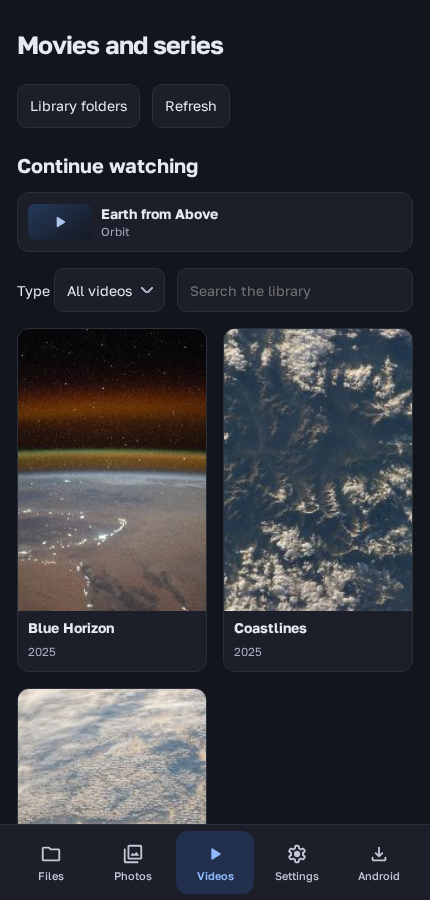 Movies and series
Library folders
Refresh
Continue watching
Earth from Above
Orbit
Type
All videos
Search the library
Blue Horizon
2025
Coastlines
2025
Files
Photos
Videos
Settings
Android